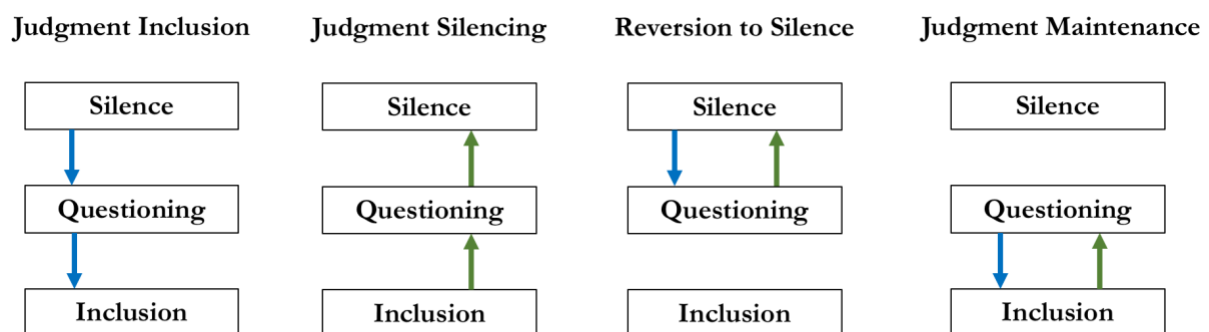 Judgment Inclusion
Silence
Questioning
Inclusion
Judgment Silencing
Silence
Questioning
Inclusion
Reversion to Silence
Silence
Questioning
Inclusion
Judgment Maintenance
Silence
Questioning
Inclusion